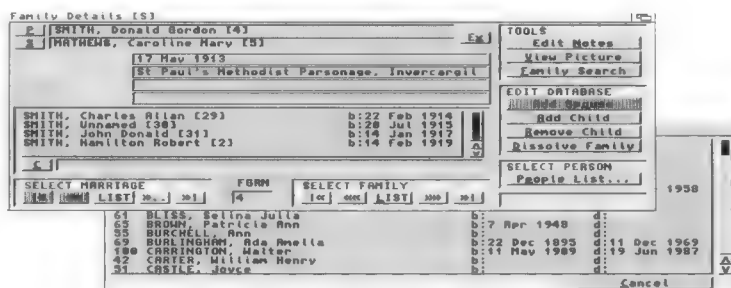 Family Details [S]
P SMITH, Donald Gordon [4]
S MATHEWS, Caroline Mary [5]
Ex
17 May 1913
St Paul's Methodist Parsonage, Invercargil
SMITH, Charles Allan [29] b:22 Feb 1914
SMITH, Unnamed [30] b:20 Jul 1915
SMITH, John Donald [31] b:14 Jan 1917
SMITH, Hamilton Robert [2] b:14 Feb 1919
C
SELECT MARRIAGE
LIST >>.. >>|
FGRN
4
SELECT FAMILY
|<< <<<< LIST >>>> >>|
TOOLS
Edit Notes
View Picture
Family Search
EDIT DATABASE
Add Spouse
Add Child
Remove Child
Dissolve Family
SELECT PERSON
People List...
1958
61 BLISS, Selina Julia b: d:
65 BROWN, Patricia Ann b:7 Apr 1948 d:
55 BURCHELL, Ann b: d:
69 BURLINGHAM, Ada Amelia b:22 Dec 1895 d:11 Dec 1969
100 CARRINGTON, Walter b:11 May 1909 d:19 Jun 1987
42 CARTER, William Henry b: d:
51 CASTLE, Joyce b: d:
Cancel